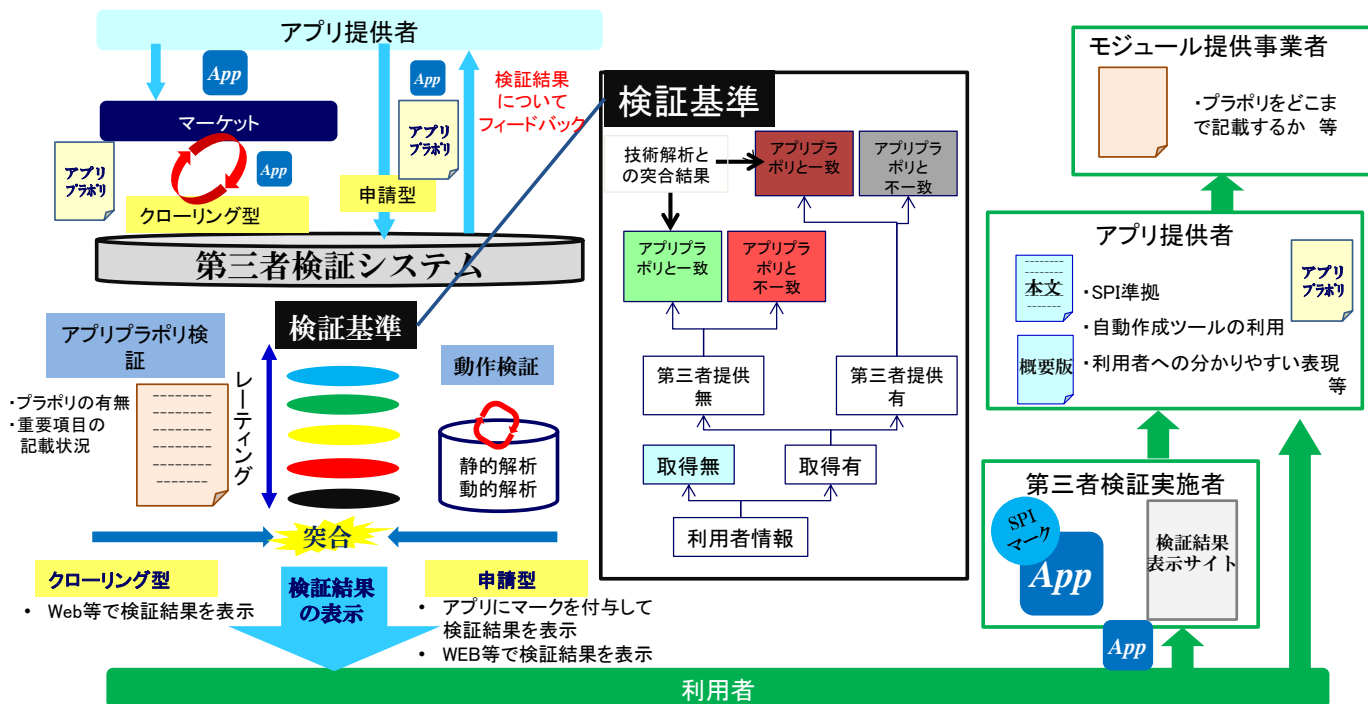 アプリ提供者
App
マーケット
アプリ
プラポリ
App
クローリング型
App
アプリ
プラポリ
申請型
検証結果
について
フィードバック
第三者検証システム
アプリプラポリ検
証
・プラポリの有無
・重要項目の
記載状況
レーティング
検証基準
動作検証
静的解析
動的解析
突合
クローリング型
• Web等で検証結果を表示
検証結果
の表示
申請型
• アプリにマークを付与して
検証結果を表示
• WEB等で検証結果を表示
利用者
検証基準
技術解析と
の突合結果
アプリプラ
ポリと一致
アプリプラ
ポリと
不一致
アプリプラ
ポリと一致
アプリプラ
ポリと
不一致
第三者提供
無
第三者提供
有
取得無
取得有
利用者情報
モジュール提供事業者
・プラポリをどこま
で記載するか 等
アプリ提供者
本文
・SPI準拠
・自動作成ツールの利用
概要版
・利用者への分かりやすい表現
等
アプリ
プラポリ
第三者検証実施者
SPI
マーク
App
検証結果
表示サイト
App